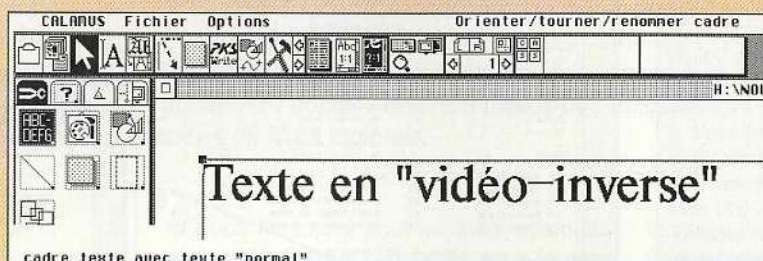 CALAMUS Fichier Options Orienter/tourner/renommer cadre
PKS Write Abc 1:1
1
H:\NOU
ABC-DEFG
Texte en "vidéo-inverse"
cadre texte avec texte "normal"